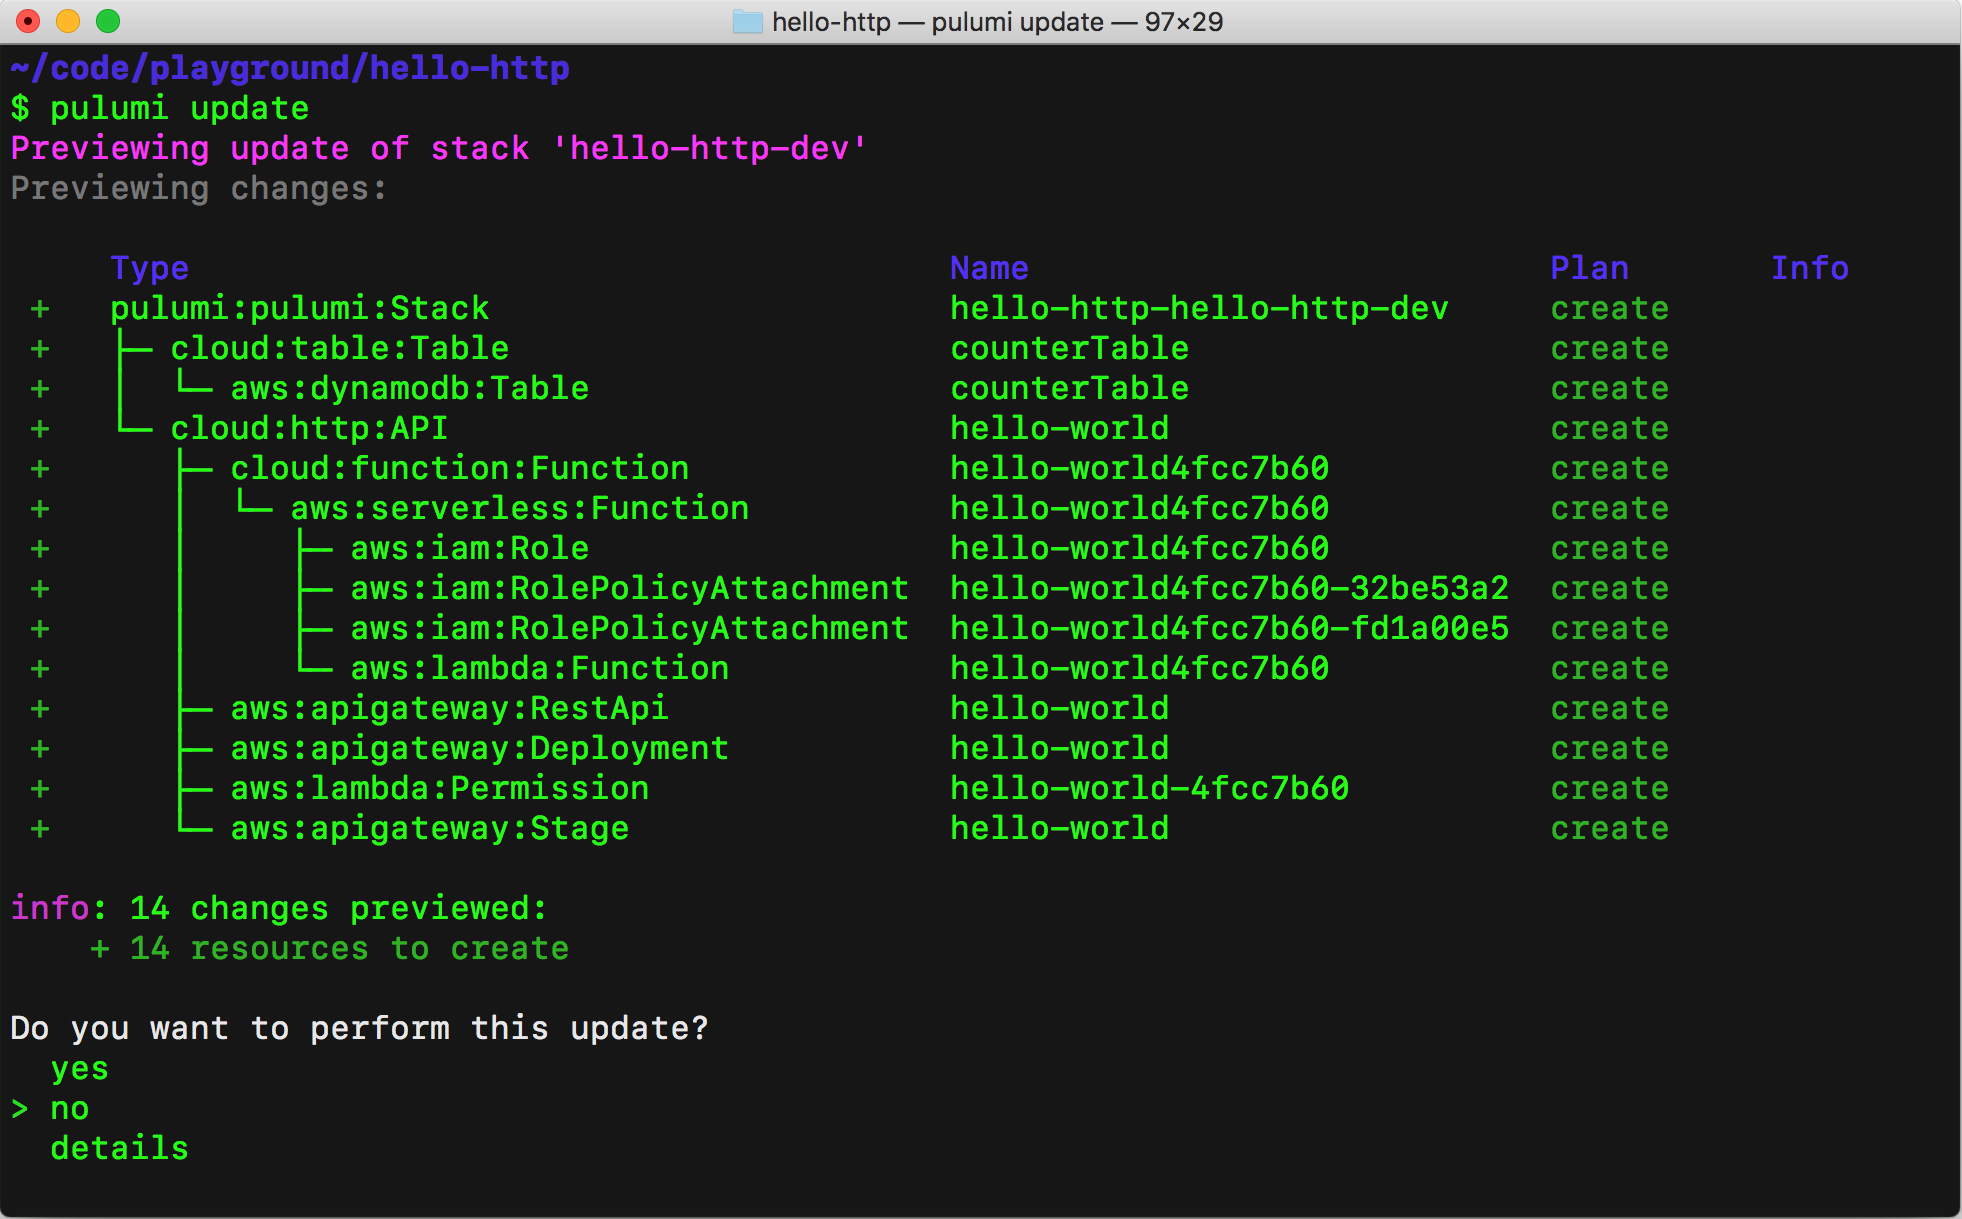 hello-http — pulumi update — 97×29
~/code/playground/hello-http
$ pulumi update
Previewing update of stack 'hello-http-dev'
Previewing changes:
Type Name Plan Info
+ pulumi:pulumi:Stack hello-http-hello-http-dev create
+ ├─ cloud:table:Table counterTable create
+ │ └─ aws:dynamodb:Table counterTable create
+ └─ cloud:http:API hello-world create
+ ├─ cloud:function:Function hello-world4fcc7b60 create
+ │ └─ aws:serverless:Function hello-world4fcc7b60 create
+ │ ├─ aws:iam:Role hello-world4fcc7b60 create
+ │ ├─ aws:iam:RolePolicyAttachment hello-world4fcc7b60-32be53a2 create
+ │ ├─ aws:iam:RolePolicyAttachment hello-world4fcc7b60-fd1a00e5 create
+ │ └─ aws:lambda:Function hello-world4fcc7b60 create
+ ├─ aws:apigateway:RestApi hello-world create
+ ├─ aws:apigateway:Deployment hello-world create
+ ├─ aws:lambda:Permission hello-world-4fcc7b60 create
+ └─ aws:apigateway:Stage hello-world create
info: 14 changes previewed:
+ 14 resources to create
Do you want to perform this update?
yes
> no
details